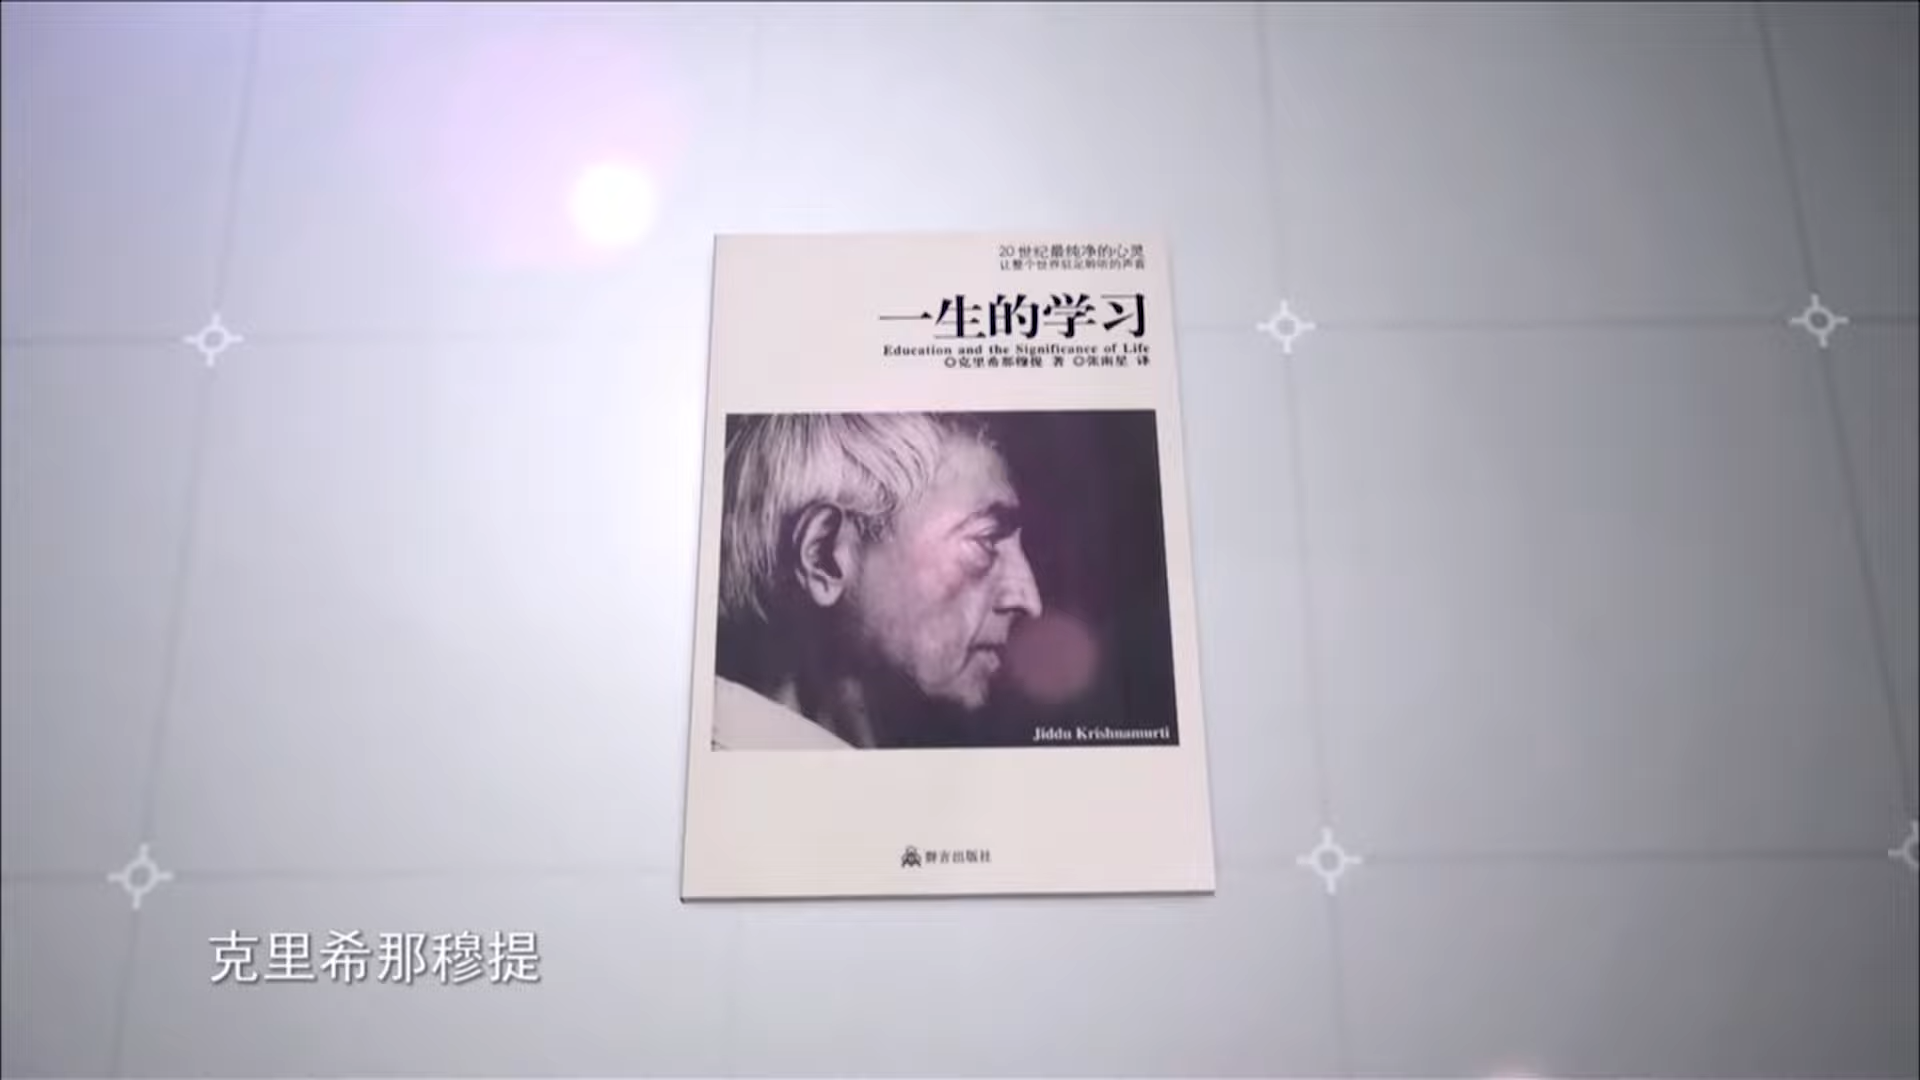 20世纪最纯净的心灵
让整个世界驻足聆听的声音
一生的学习
Education and the Significance of Life
◎克里希那穆提 著 ◎张南星 译
Jiddu Krishnamurti
群言出版社
克里希那穆提